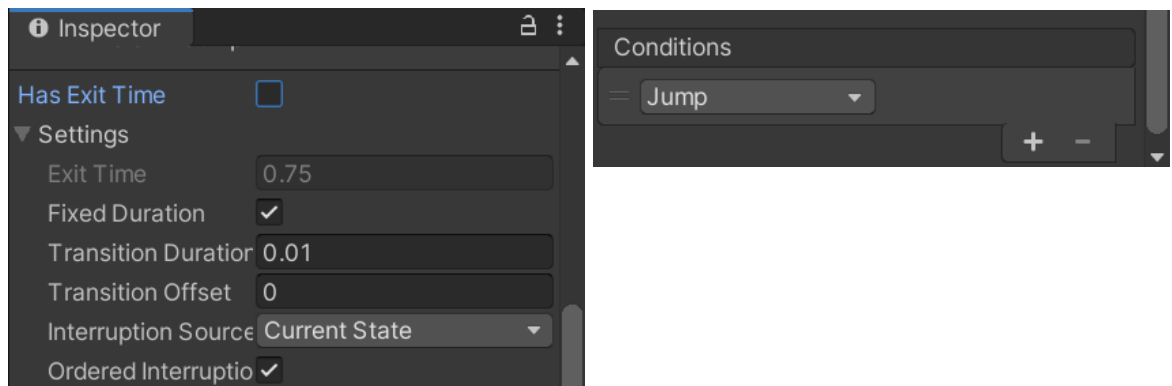 Inspector
Has Exit Time
Settings
Exit Time 0.75
Fixed Duration
Transition Duration 0.01
Transition Offset 0
Interruption Source Current State
Ordered Interruptio
Conditions
Jump